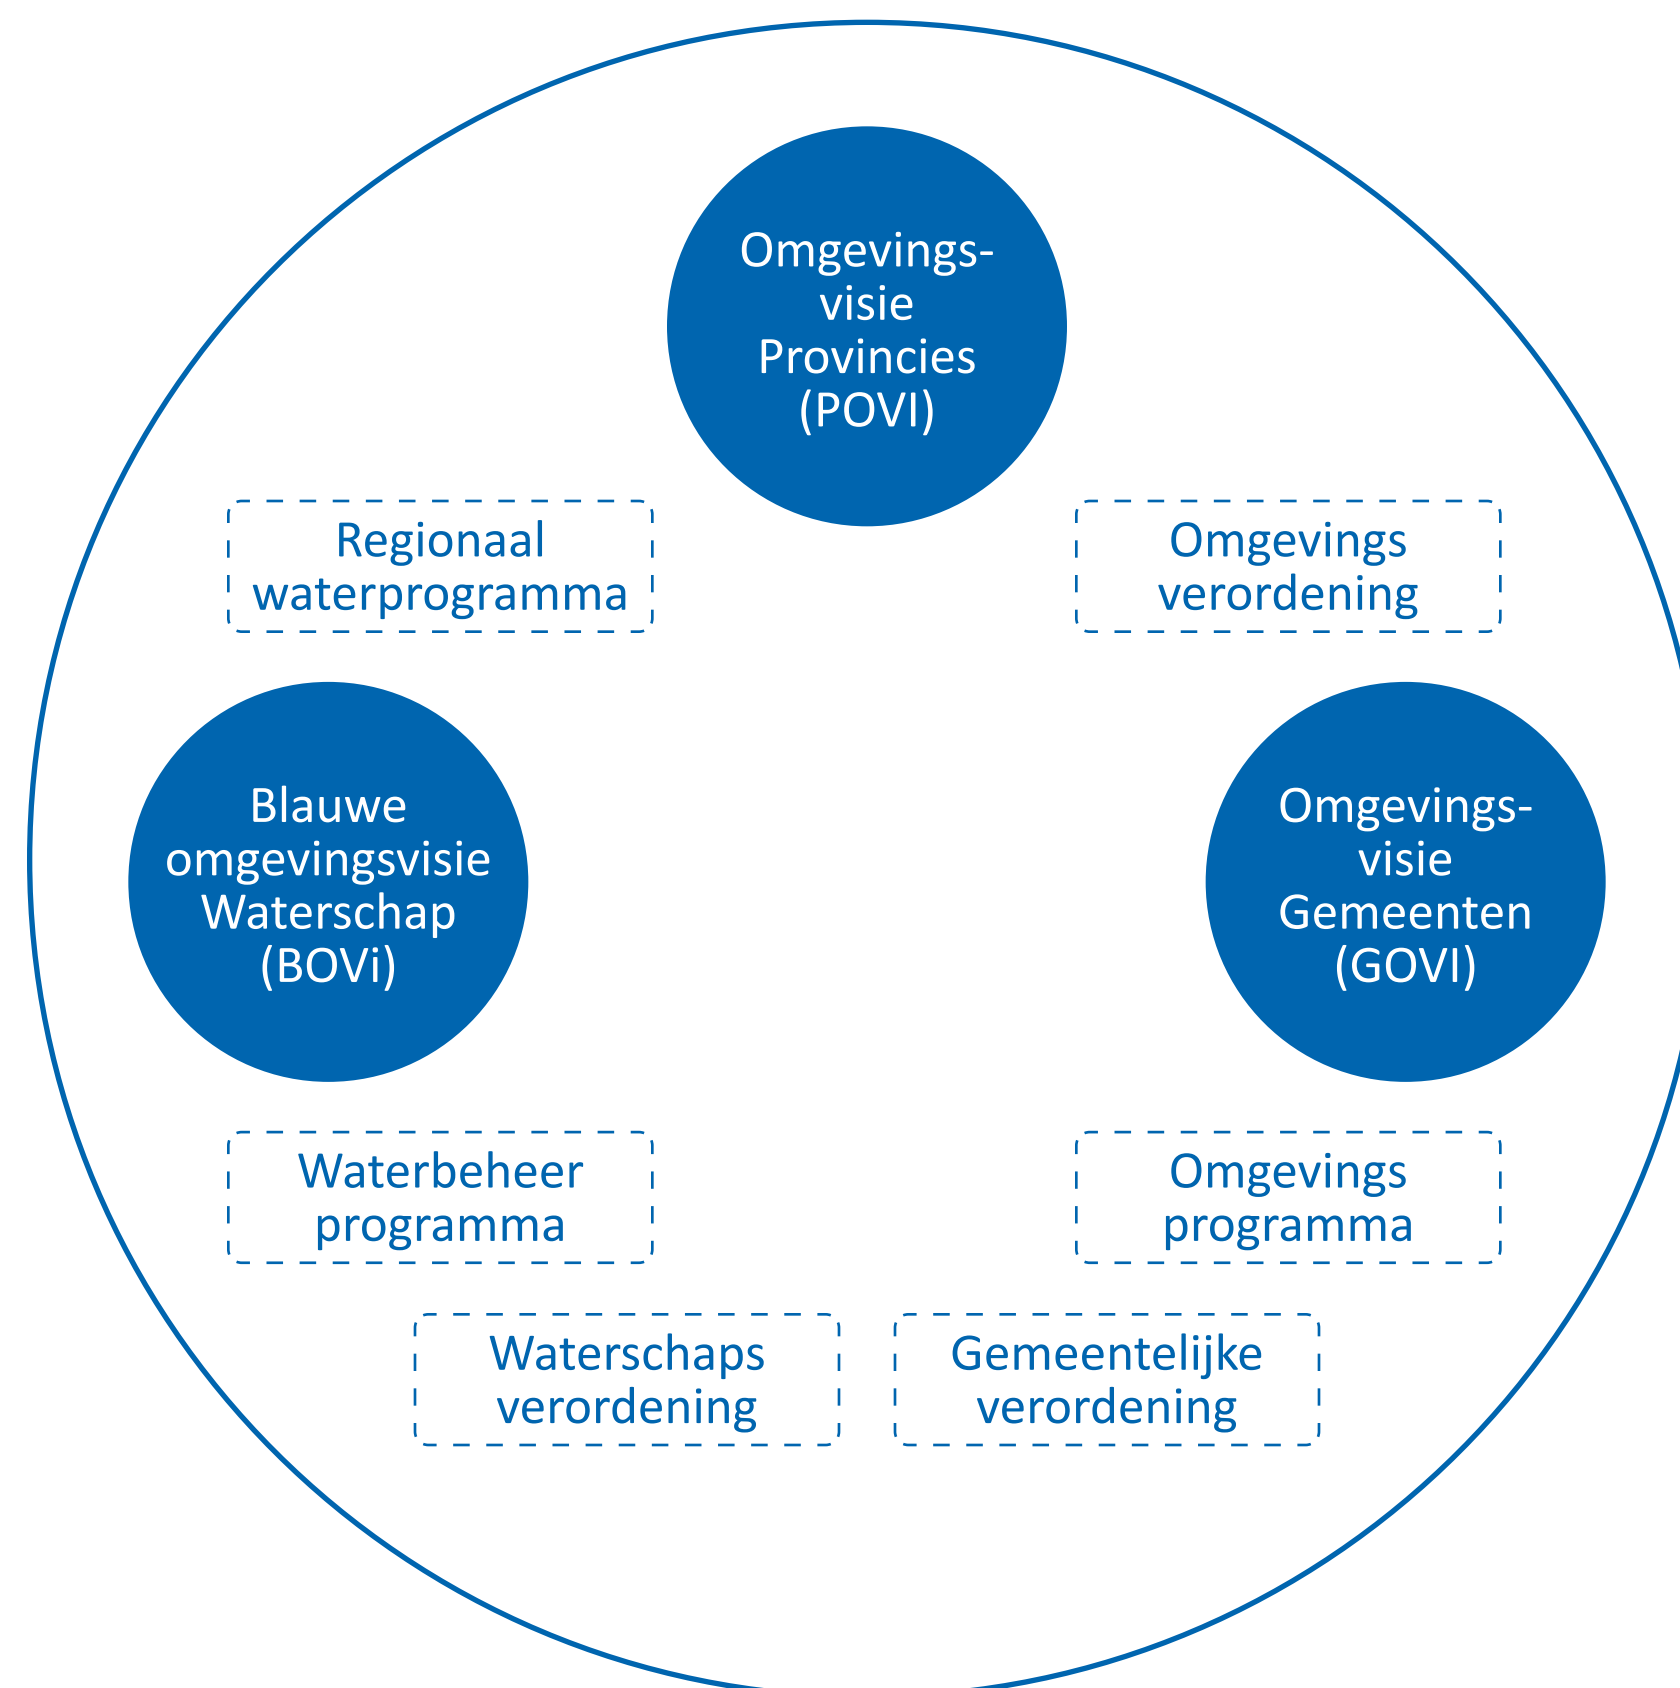 Omgevings-
visie
Provincies
(POVI)
Regionaal
waterprogramma
Omgevings
verordening
Blauwe
omgevingsvisie
Waterschap
(BOVi)
Omgevings-
visie
Gemeenten
(GOVI)
Waterbeheer
programma
Omgevings
programma
Waterschaps
verordening
Gemeentelijke
verordening